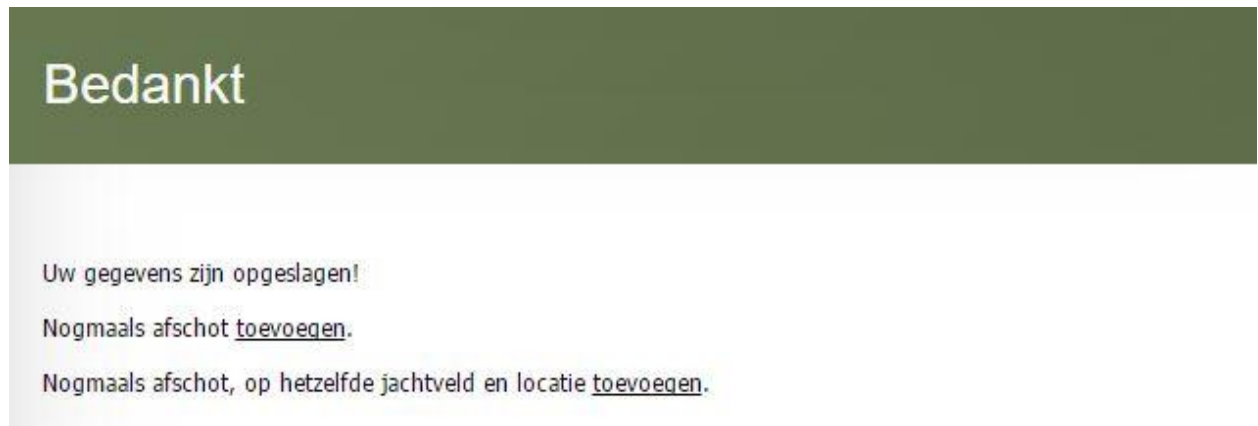 Bedankt
Uw gegevens zijn opgeslagen!
Nogmaals afschot toevoegen.
Nogmaals afschot, op hetzelfde jachtveld en locatie toevoegen.